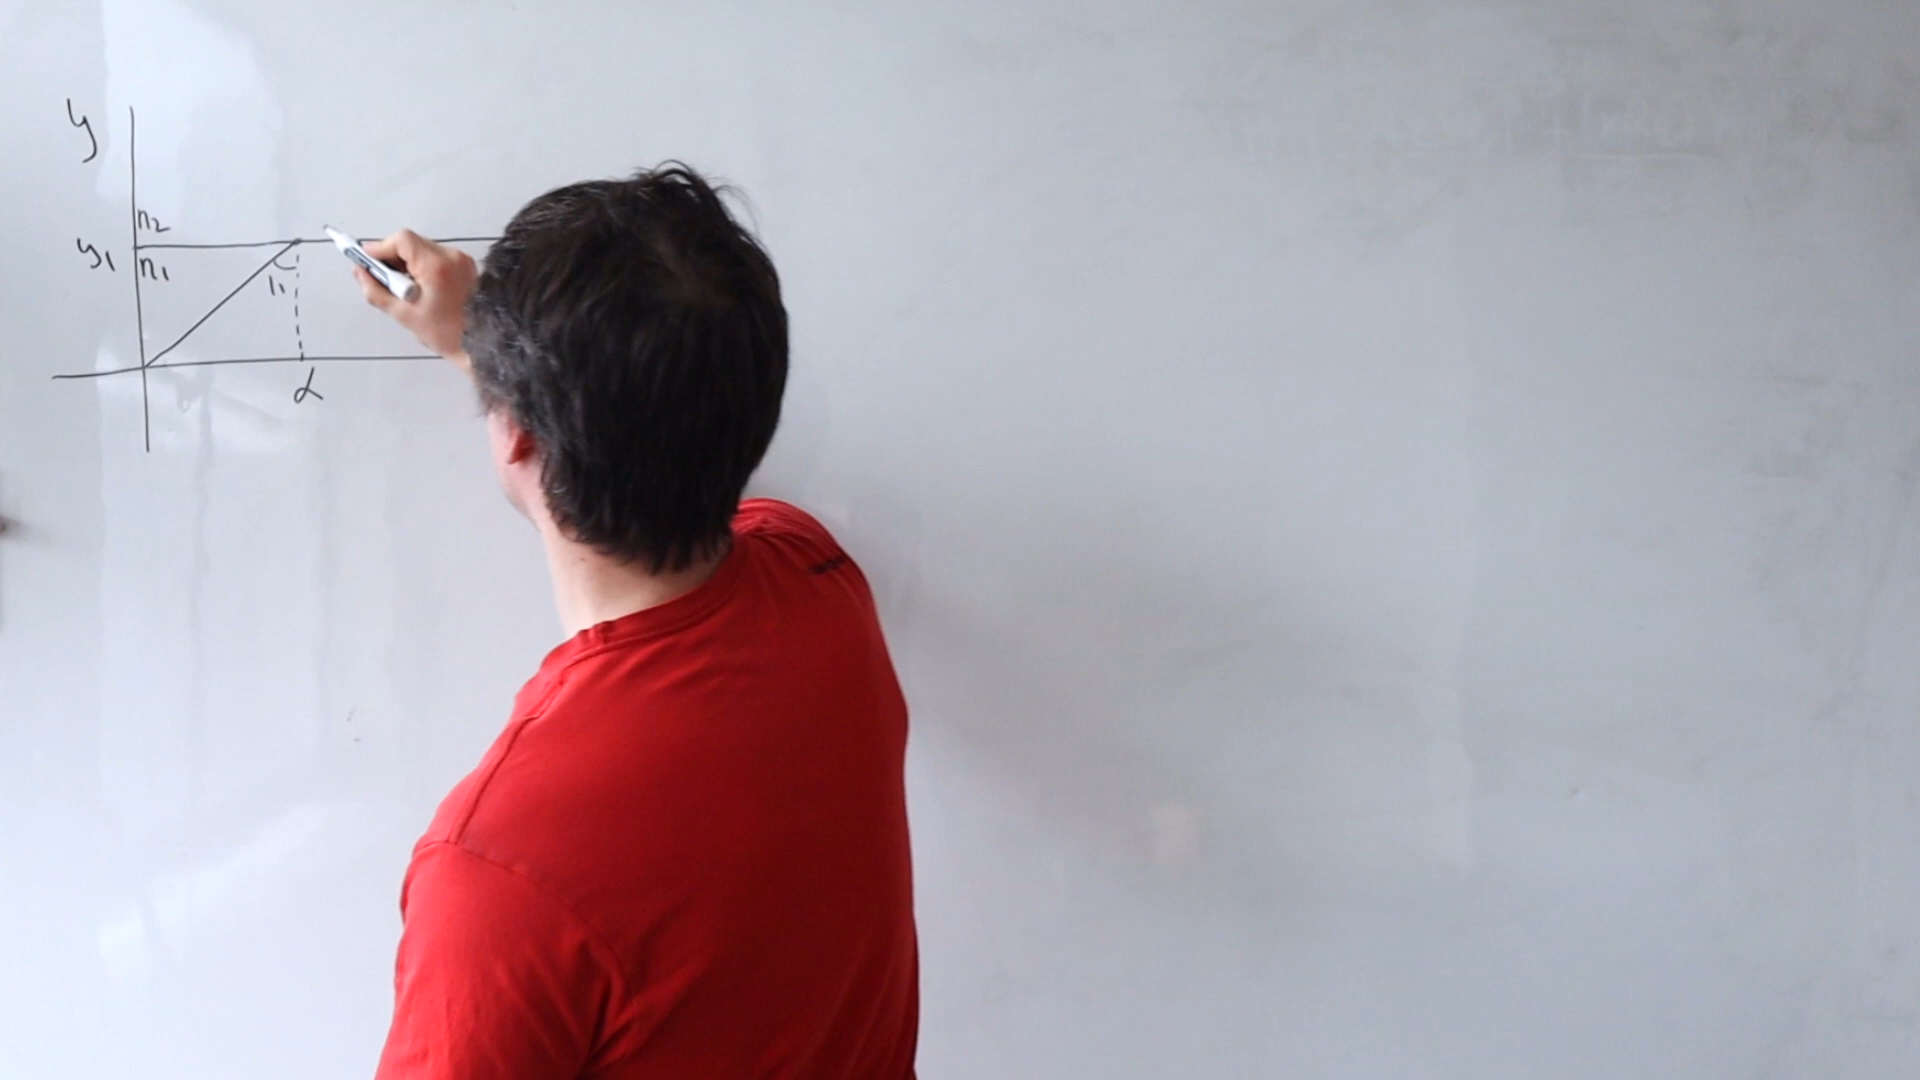 y
n₂
y₁
n₁
i₁
α